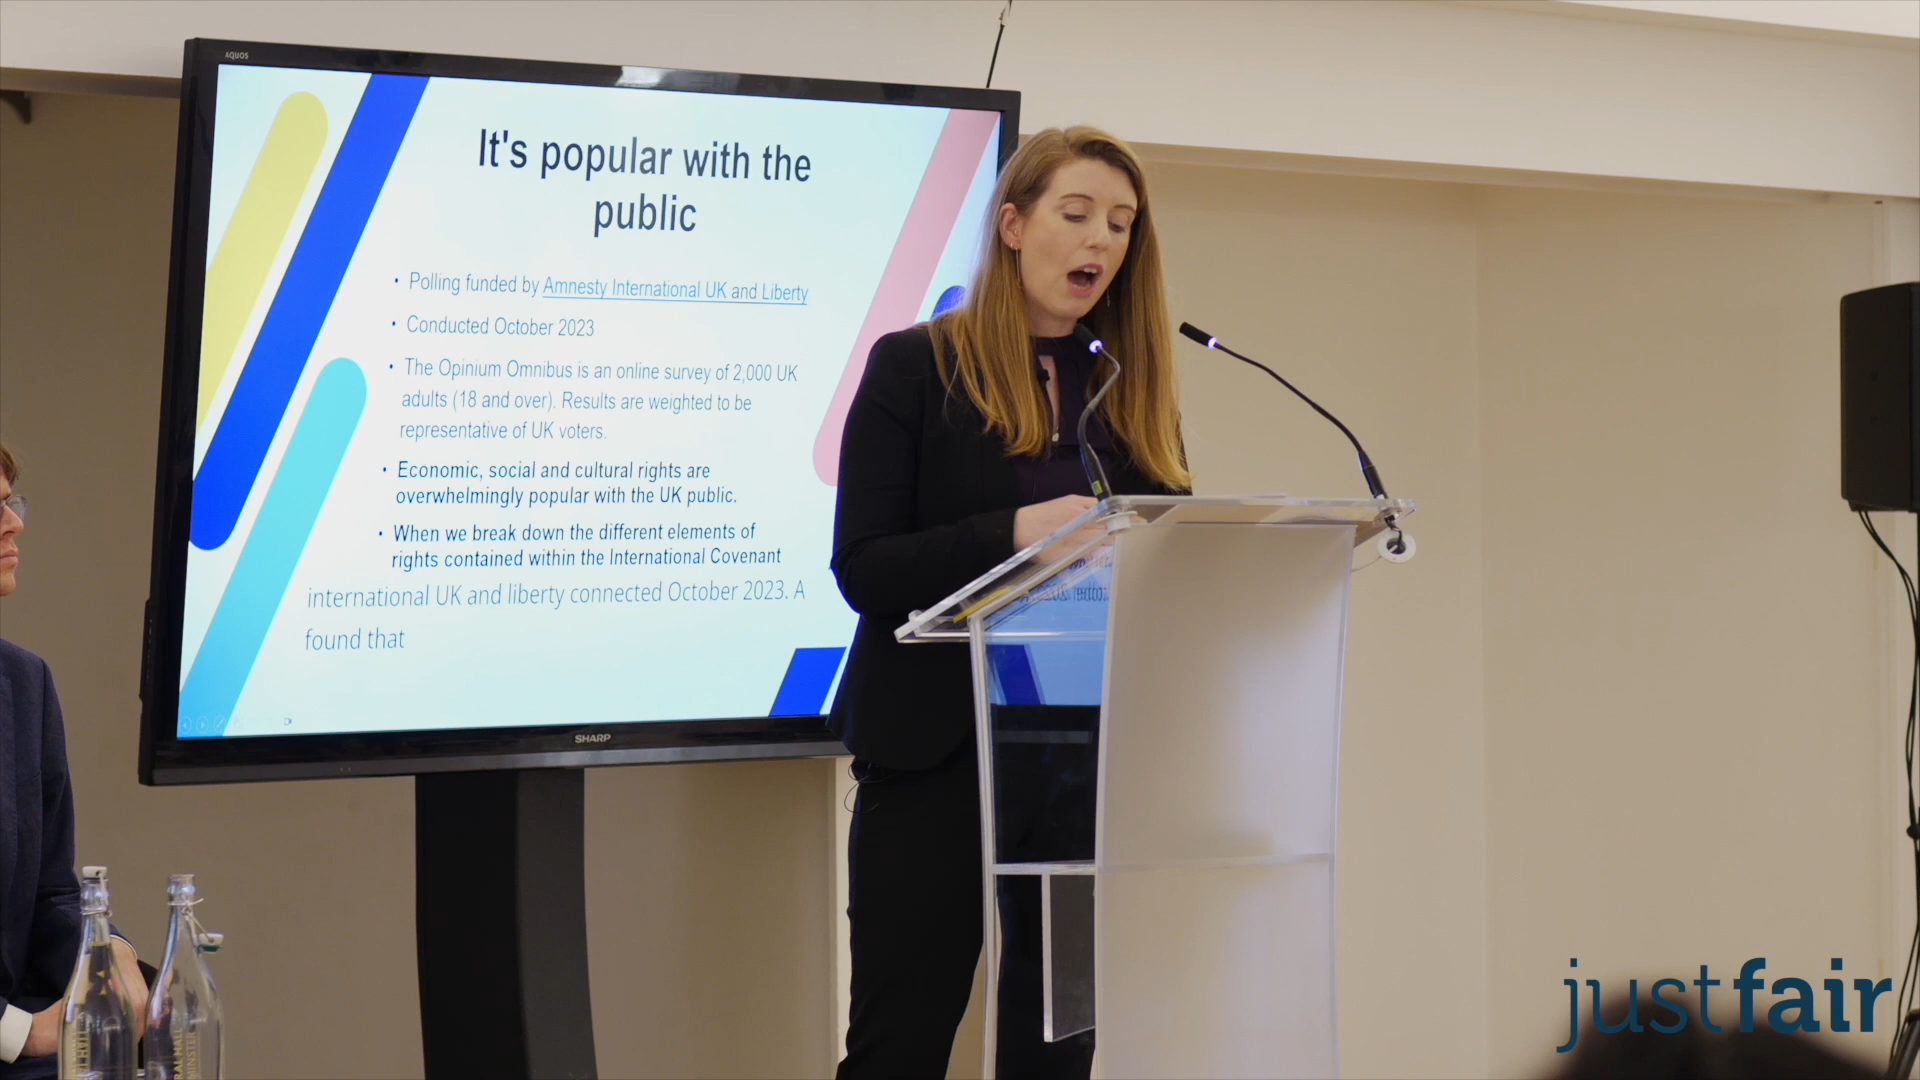 AQUOS
It's popular with the
public
• Polling funded by Amnesty International UK and Liberty
• Conducted October 2023
• The Opinium Omnibus is an online survey of 2,000 UK
adults (18 and over). Results are weighted to be
representative of UK voters.
• Economic, social and cultural rights are
overwhelmingly popular with the UK public.
• When we break down the different elements of
rights contained within the International Covenant
international UK and liberty connected October 2023. A
found that
SHARP
RAL HALL
MINSTER
justfair